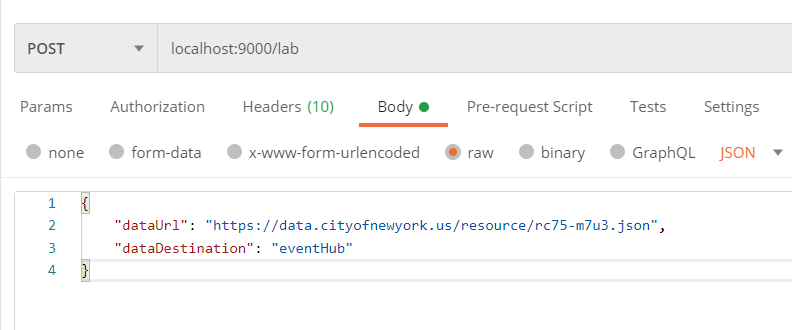 POST localhost:9000/lab
Params Authorization Headers (10) Body Pre-request Script Tests Settings
none form-data x-www-form-urlencoded raw binary GraphQL JSON
1 {
2 "dataUrl": "https://data.cityofnewyork.us/resource/rc75-m7u3.json",
3 "dataDestination": "eventHub"
4 }